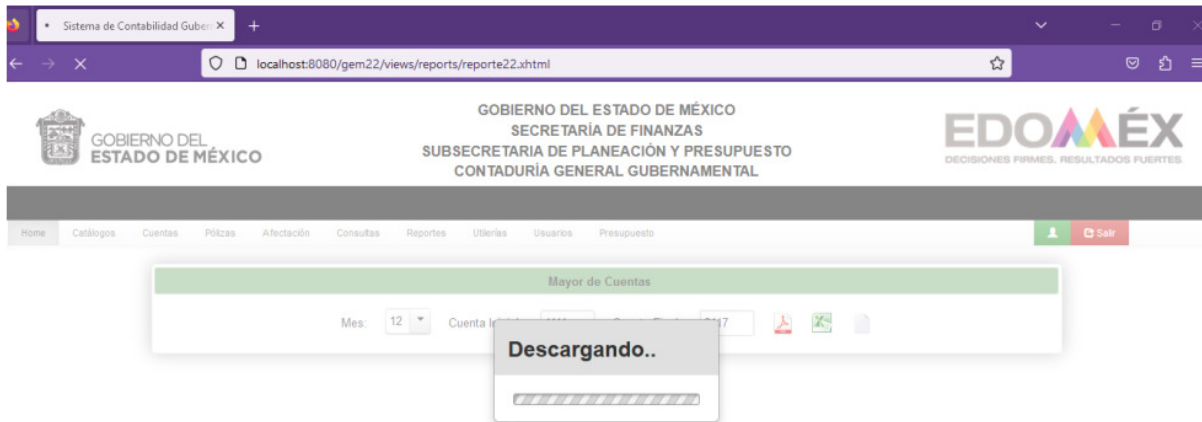 Sistema de Contabilidad Guber
localhost:8080/gem22/views/reports/reporte22.xhtml
GOBIERNO DEL
ESTADO DE MÉXICO
GOBIERNO DEL ESTADO DE MÉXICO
SECRETARÍA DE FINANZAS
SUBSECRETARIA DE PLANEACIÓN Y PRESUPUESTO
CONTADURÍA GENERAL GUBERNAMENTAL
EDOMÉX
DECISIONES FIRMES, RESULTADOS FUERTES.
Home Catálogos Cuentas Pólizas Afectación Consultas Reportes Utilerías Usuarios Presupuesto Salir
Mayor de Cuentas
Mes: 12 Cuenta
Descargando..